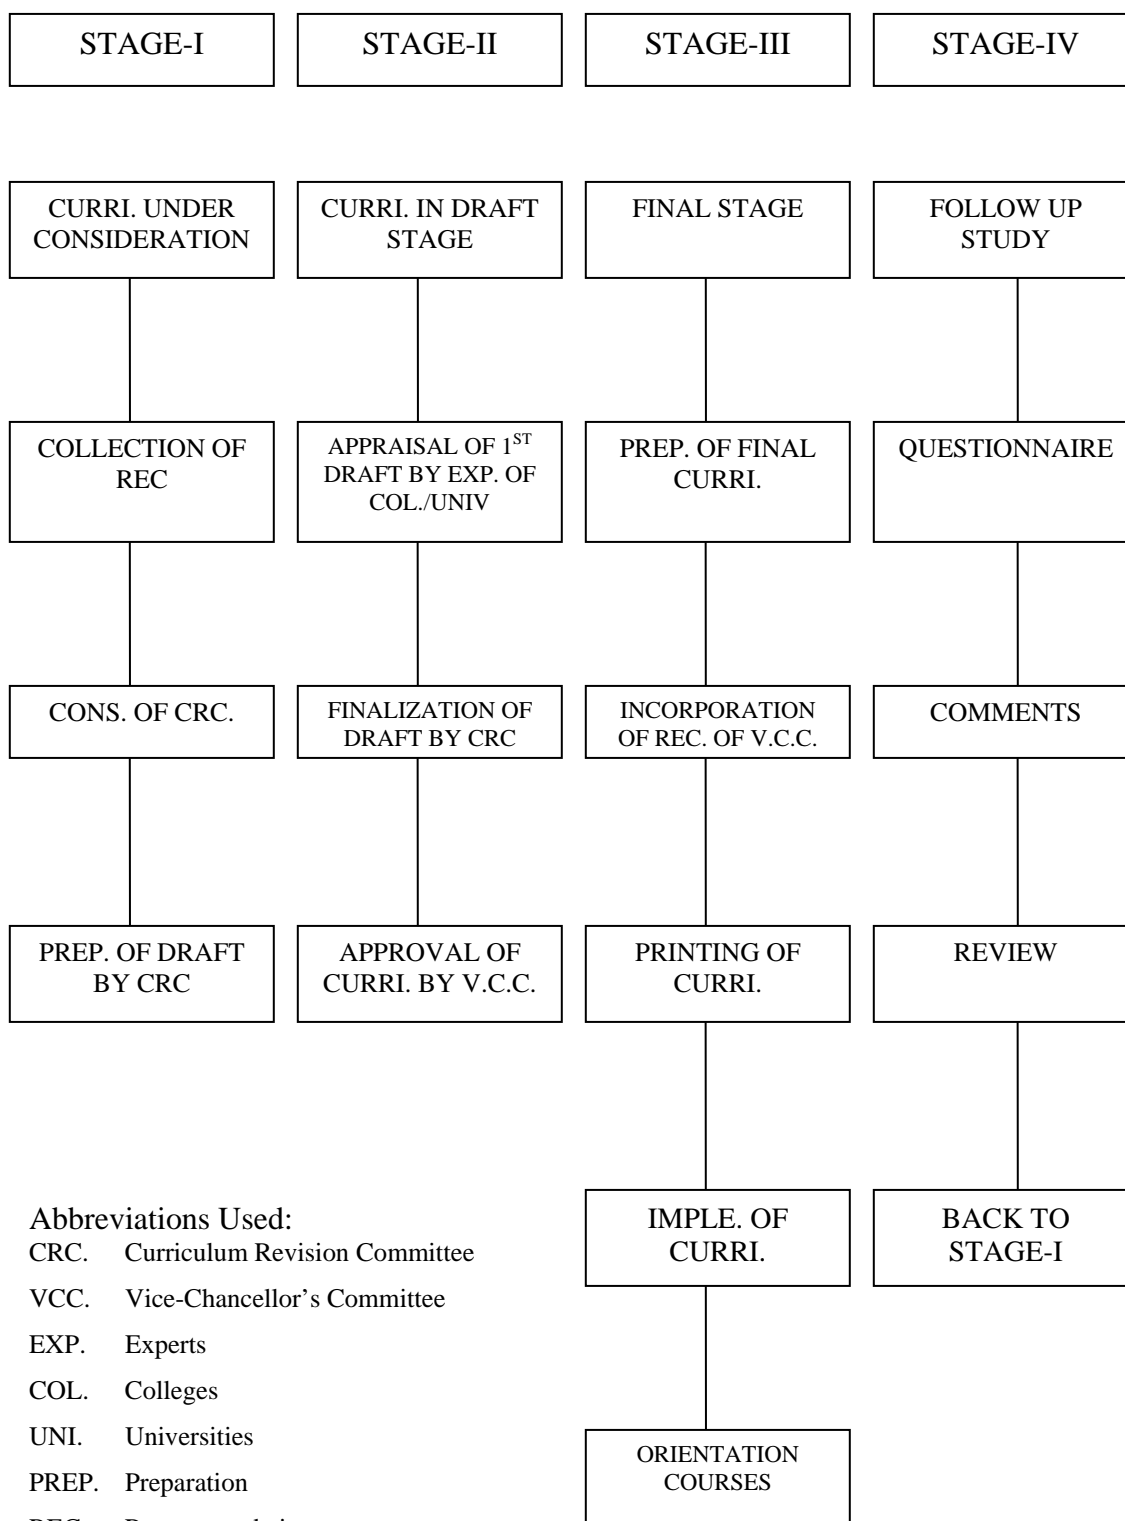 STAGE-I
STAGE-II
STAGE-III
STAGE-IV
CURRI. UNDER
CONSIDERATION
CURRI. IN DRAFT
STAGE
FINAL STAGE
FOLLOW UP
STUDY
COLLECTION OF
REC
APPRAISAL OF 1ST
DRAFT BY EXP. OF
COL./UNIV
PREP. OF FINAL
CURRI.
QUESTIONNAIRE
CONS. OF CRC.
FINALIZATION OF
DRAFT BY CRC
INCORPORATION
OF REC. OF V.C.C.
COMMENTS
PREP. OF DRAFT
BY CRC
APPROVAL OF
CURRI. BY V.C.C.
PRINTING OF
CURRI.
REVIEW
IMPLE. OF
CURRI.
BACK TO
STAGE-I
ORIENTATION
COURSES
Abbreviations Used:
CRC. Curriculum Revision Committee
VCC. Vice-Chancellor’s Committee
EXP. Experts
COL. Colleges
UNI. Universities
PREP. Preparation